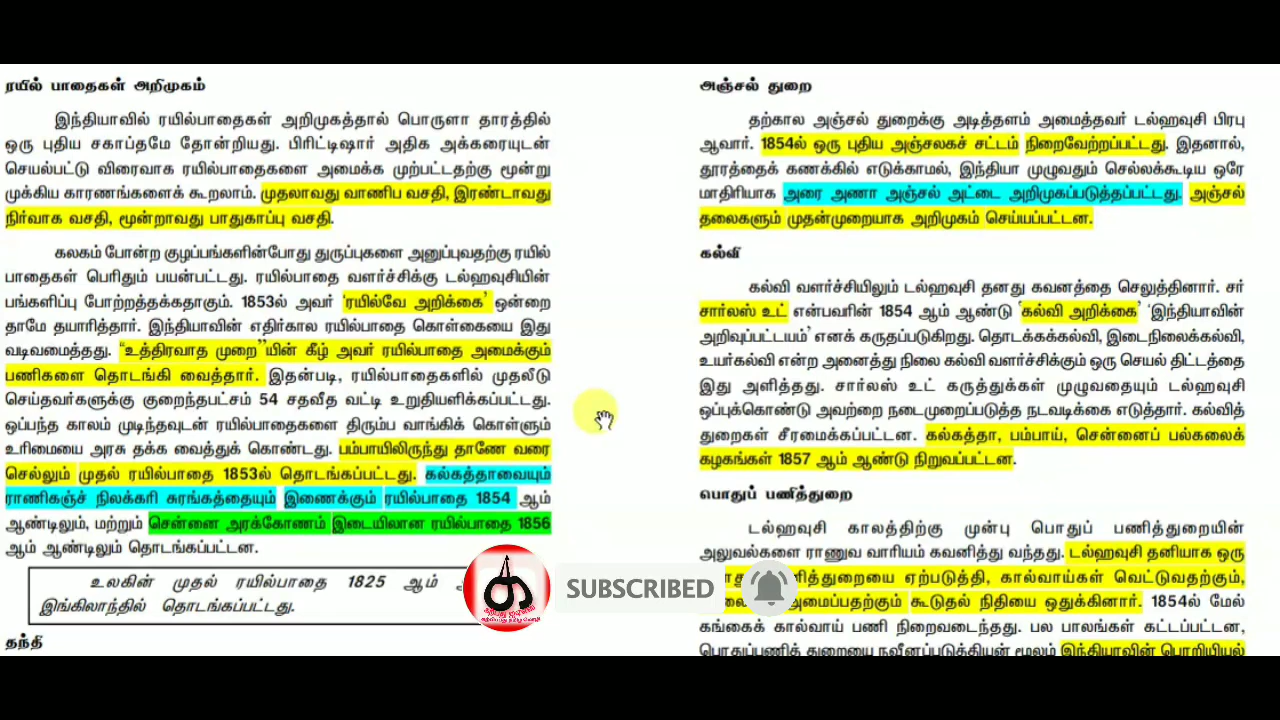 ரயில் பாதைகள் அறிமுகம்
இந்தியாவில் ரயில்பாதைகள் அறிமுகத்தால் பொருளா தாரத்தில்
ஒரு புதிய சகாப்தமே தோன்றியது. பிரிட்டிஷார் அதிக அக்கரையுடன்
செயல்பட்டு விரைவாக ரயில்பாதைகளை அமைக்க முற்பட்டதற்கு மூன்று
முக்கிய காரணங்களைக் கூறலாம். முதலாவது வாணிப வசதி, இரண்டாவது
நிர்வாக வசதி, மூன்றாவது பாதுகாப்பு வசதி.
கலகம் போன்ற குழப்பங்களின்போது துருப்புகளை அனுப்புவதற்கு ரயில்
பாதைகள் பெரிதும் பயன்பட்டது. ரயில்பாதை வளர்ச்சிக்கு டல்ஹவுசியின்
பங்களிப்பு போற்றத்தக்கதாகும். 1853ல் அவர் 'ரயில்வே அறிக்கை' ஒன்றை
தாமே தயாரித்தார். இந்தியாவின் எதிர்கால ரயில்பாதை கொள்கையை இது
வடிவமைத்தது. "உத்திரவாத முறை"யின் கீழ் அவர் ரயில்பாதை அமைக்கும்
பணிகளை தொடங்கி வைத்தார். இதன்படி, ரயில்பாதைகளில் முதலீடு
செய்தவர்களுக்கு குறைந்தபட்சம் 54 சதவீத வட்டி உறுதியளிக்கப்பட்டது.
ஒப்பந்த காலம் முடிந்தவுடன் ரயில்பாதைகளை திரும்ப வாங்கிக் கொள்ளும்
உரிமையை அரசு தக்க வைத்துக் கொண்டது. பம்பாயிலிருந்து தாணே வரை
செல்லும் முதல் ரயில்பாதை 1853ல் தொடங்கப்பட்டது. கல்கத்தாவையும்
ராணிகஞ்ச் நிலக்கரி சுரங்கத்தையும் இணைக்கும் ரயில்பாதை 1854 ஆம்
ஆண்டிலும், மற்றும் சென்னை அரக்கோணம் இடையிலான ரயில்பாதை 1856
ஆம் ஆண்டிலும் தொடங்கப்பட்டன.
உலகின் முதல் ரயில்பாதை 1825 ஆம்
இங்கிலாந்தில் தொடங்கப்பட்டது.
தந்தி
அஞ்சல் துறை
தற்கால அஞ்சல் துறைக்கு அடித்தளம் அமைத்தவர் டல்ஹவுசி பிரபு
ஆவார். 1854ல் ஒரு புதிய அஞ்சலகச் சட்டம் நிறைவேற்றப்பட்டது. இதனால்,
தூரத்தைக் கணக்கில் எடுக்காமல், இந்தியா முழுவதும் செல்லக்கூடிய ஒரே
மாதிரியாக அரை அணா அஞ்சல் அட்டை அறிமுகப்படுத்தப்பட்டது. அஞ்சல்
தலைகளும் முதன்முறையாக அறிமுகம் செய்யப்பட்டன.
கல்வி
கல்வி வளர்ச்சியிலும் டல்ஹவுசி தனது கவனத்தை செலுத்தினார். சர்
சார்லஸ் உட் என்பவரின் 1854 ஆம் ஆண்டு 'கல்வி அறிக்கை' 'இந்தியாவின்
அறிவுப்பட்டயம்' எனக் கருதப்படுகிறது. தொடக்கக்கல்வி, இடைநிலைக்கல்வி,
உயர்கல்வி என்ற அனைத்து நிலை கல்வி வளர்ச்சிக்கும் ஒரு செயல் திட்டத்தை
இது அளித்தது. சார்லஸ் உட் கருத்துக்கள் முழுவதையும் டல்ஹவுசி
ஒப்புக்கொண்டு அவற்றை நடைமுறைப்படுத்த நடவடிக்கை எடுத்தார். கல்வித்
துறைகள் சீரமைக்கப்பட்டன. கல்கத்தா, பம்பாய், சென்னைப் பல்கலைக்
கழகங்கள் 1857 ஆம் ஆண்டு நிறுவப்பட்டன.
பொதுப் பணித்துறை
டல்ஹவுசி காலத்திற்கு முன்பு பொதுப் பணித்துறையின்
அலுவல்களை ராணுவ வாரியம் கவனித்து வந்தது. டல்ஹவுசி தனியாக ஒரு
ஏற்படுத்தி, கால்வாய்கள் வெட்டுவதற்கும்,
அமைப்பதற்கும் கூடுதல் நிதியை ஒதுக்கினார். 1854ல் மேல்
கங்கைக் கால்வாய் பணி நிறைவடைந்தது. பல பாலங்கள் கட்டப்பட்டன,
பொதுப்பணித் துறையை நவீனப்படுத்தியன் மூலம் இந்தியாவின் பொறியியல்
SUBSCRIBED